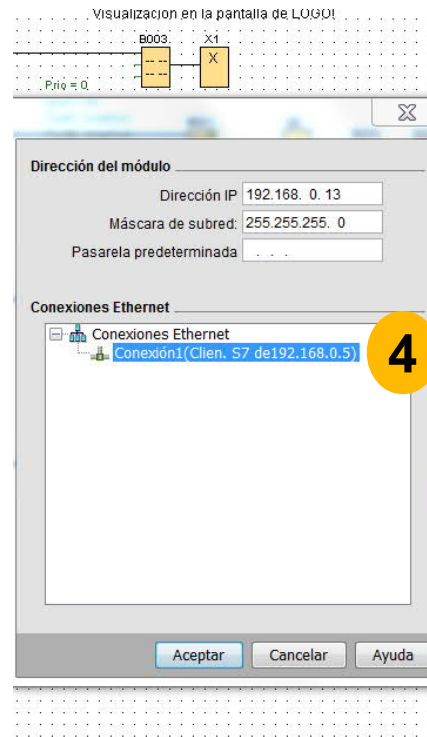 Visualización en la pantalla de LOGO!
B003 X1
X
Prio = 0
Dirección del módulo
Dirección IP 192.168. 0. 13
Máscara de subred: 255.255.255. 0
Pasarela predeterminada . . .
Conexiones Ethernet
Conexiones Ethernet
Conexión1(Clien. S7 de192.168.0.5)
4
Aceptar Cancelar Ayuda